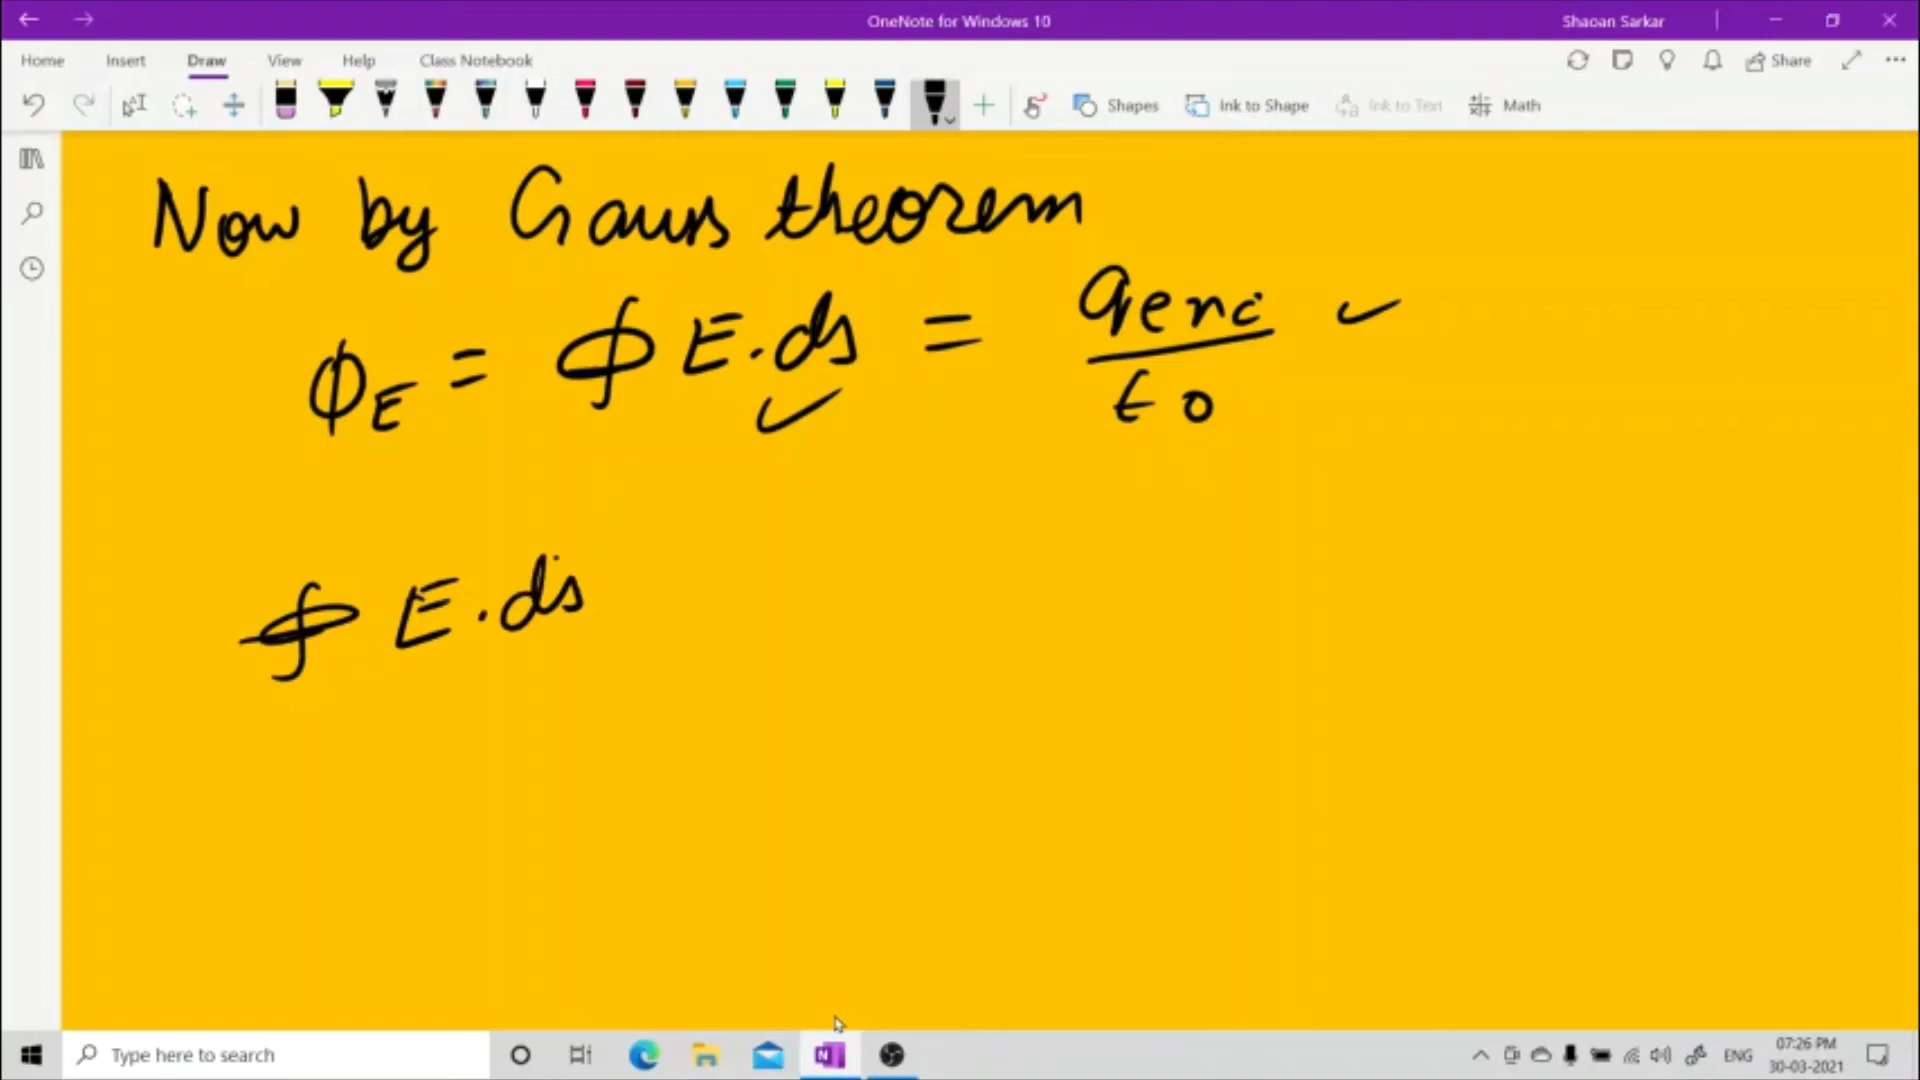 OneNote for Windows 10
Shaoan Sarkar
Home Insert Draw View Help Class Notebook
Share
Shapes Ink to Shape Ink to Text Math
Now by Gauss theorem
ϕE = ∮ E.ds = qenc / ϵ0
∮ E.ds
Type here to search
ENG
07:26 PM
30-03-2021